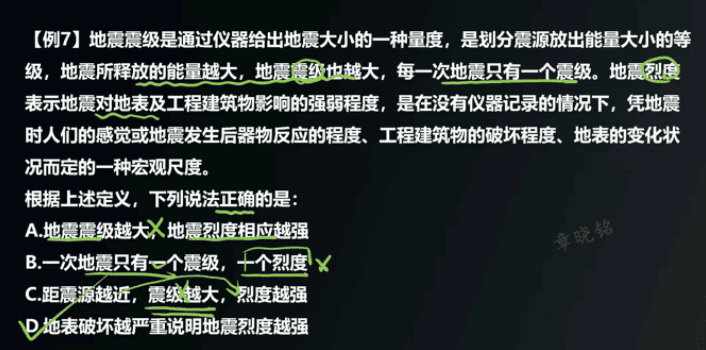 【例7】地震震级是通过仪器给出地震大小的一种量度，是划分震源放出能量大小的等
级，地震所释放的能量越大，地震震级也越大，每一次地震只有一个震级。地震烈度
表示地震对地表及工程建筑物影响的强弱程度，是在没有仪器记录的情况下，凭地震
时人们的感觉或地震发生后器物反应的程度、工程建筑物的破坏程度、地表的变化状
况而定的一种宏观尺度。
根据上述定义，下列说法正确的是：
A.地震震级越大，地震烈度相应越强
B.一次地震只有一个震级，一个烈度
C.距震源越近，震级越大，烈度越强
D.地表破坏越严重说明地震烈度越强
章晓铭